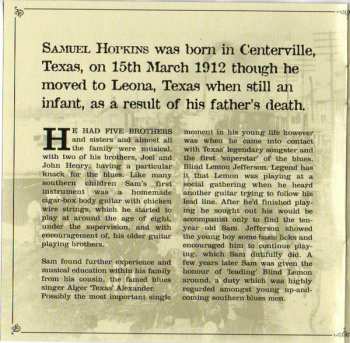 SAMUEL HOPKINS was born in Centerville,
Texas, on 15th March 1912 though he
moved to Leona, Texas when still an
infant, as a result of his father's death.
HE HAD FIVE BROTHERS
and sisters and almost all
the family were musical,
with two of his brothers, Joel and
John Henry, having a particular
knack for the blues. Like many
southern children Sam's first
instrument was a homemade
cigar-box-body guitar with chicken
wire strings, which he started to
play at around the age of eight,
under the supervision, and with
encouragement of, his older guitar
playing brothers.
Sam found further experience and
musical education within his family
from his cousin, the famed blues
singer Alger 'Texas' Alexander.
Possibly the most important single
moment in his young life however
was when he came into contact
with Texas' legendary songster and
the first 'superstar' of the blues,
Blind Lemon Jefferson. Legend has
it that Lemon was playing at a
social gathering when he heard
another guitar trying to follow his
lead line. After he'd finished play-
ing he sought out his would be
accompanist only to find the ten-
year old Sam. Jefferson showed
the young boy some basic licks and
encouraged him to continue play-
ing, which Sam dutifully did. A
few years later Sam was given the
honour of 'leading' Blind Lemon
around, a duty which was highly
regarded amongst young up-and-
coming southern blues men.